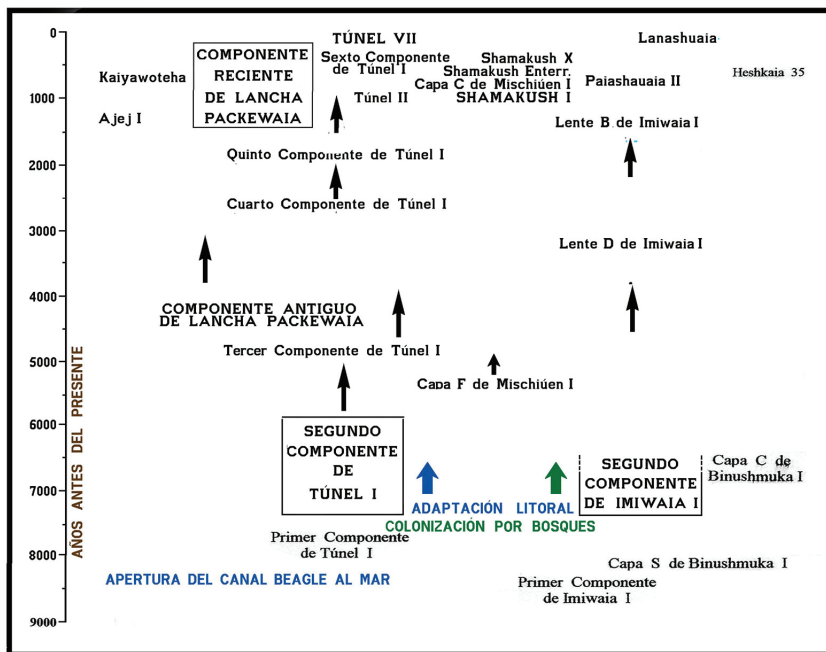 0
1000
2000
3000
4000
5000
6000
7000
8000
9000
AÑOS ANTES DEL PRESENTE
TÚNEL VII
Lanashuaia
COMPONENTE
RECIENTE
DE LANCHA
PACKEWAIA
Sexto Componente
de Túnel I
Shamakush X
Shamakush Enterr.
Capa C de Mischiúen I
SHAMAKUSH I
Kaiyawoteha
Paiashauaia II
Heshkaia 35
Túnel II
Ajej I
Lente B de Imiwaia I
Quinto Componente de Túnel I
Cuarto Componente de Túnel I
Lente D de Imiwaia I
COMPONENTE ANTIGUO
DE LANCHA PACKEWAIA
Tercer Componente de Túnel I
Capa F de Mischiúen I
SEGUNDO
COMPONENTE
DE
TÚNEL I
SEGUNDO
COMPONENTE
DE IMIWAIA I
Capa C de
Binushmuka I
ADAPTACIÓN LITORAL
COLONIZACIÓN POR BOSQUES
Primer Componente
de Túnel I
Capa S de Binushmuka I
APERTURA DEL CANAL BEAGLE AL MAR
Primer Componente
de Imiwaia I